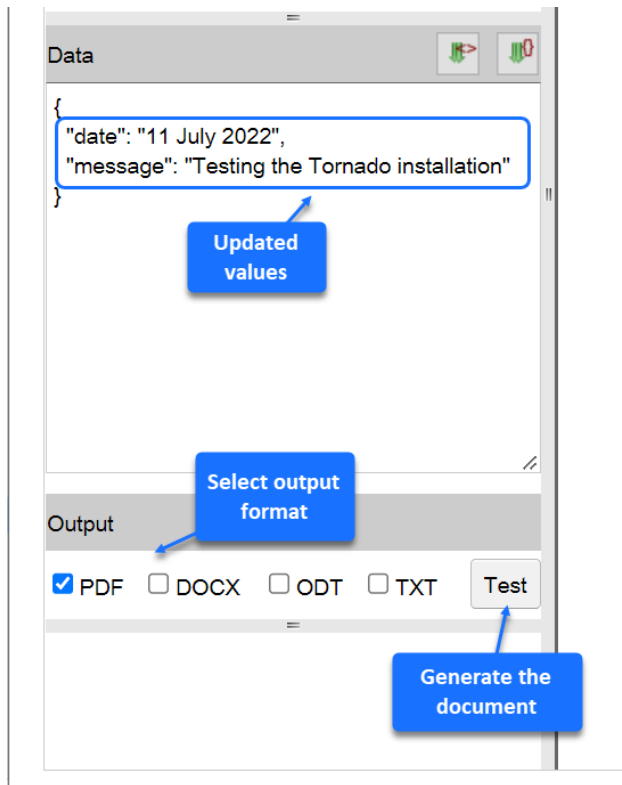 Data
{
"date": "11 July 2022",
"message": "Testing the Tornado installation"
}
Updated
values
Select output
format
Output
PDF DOCX ODT TXT Test
Generate the
document